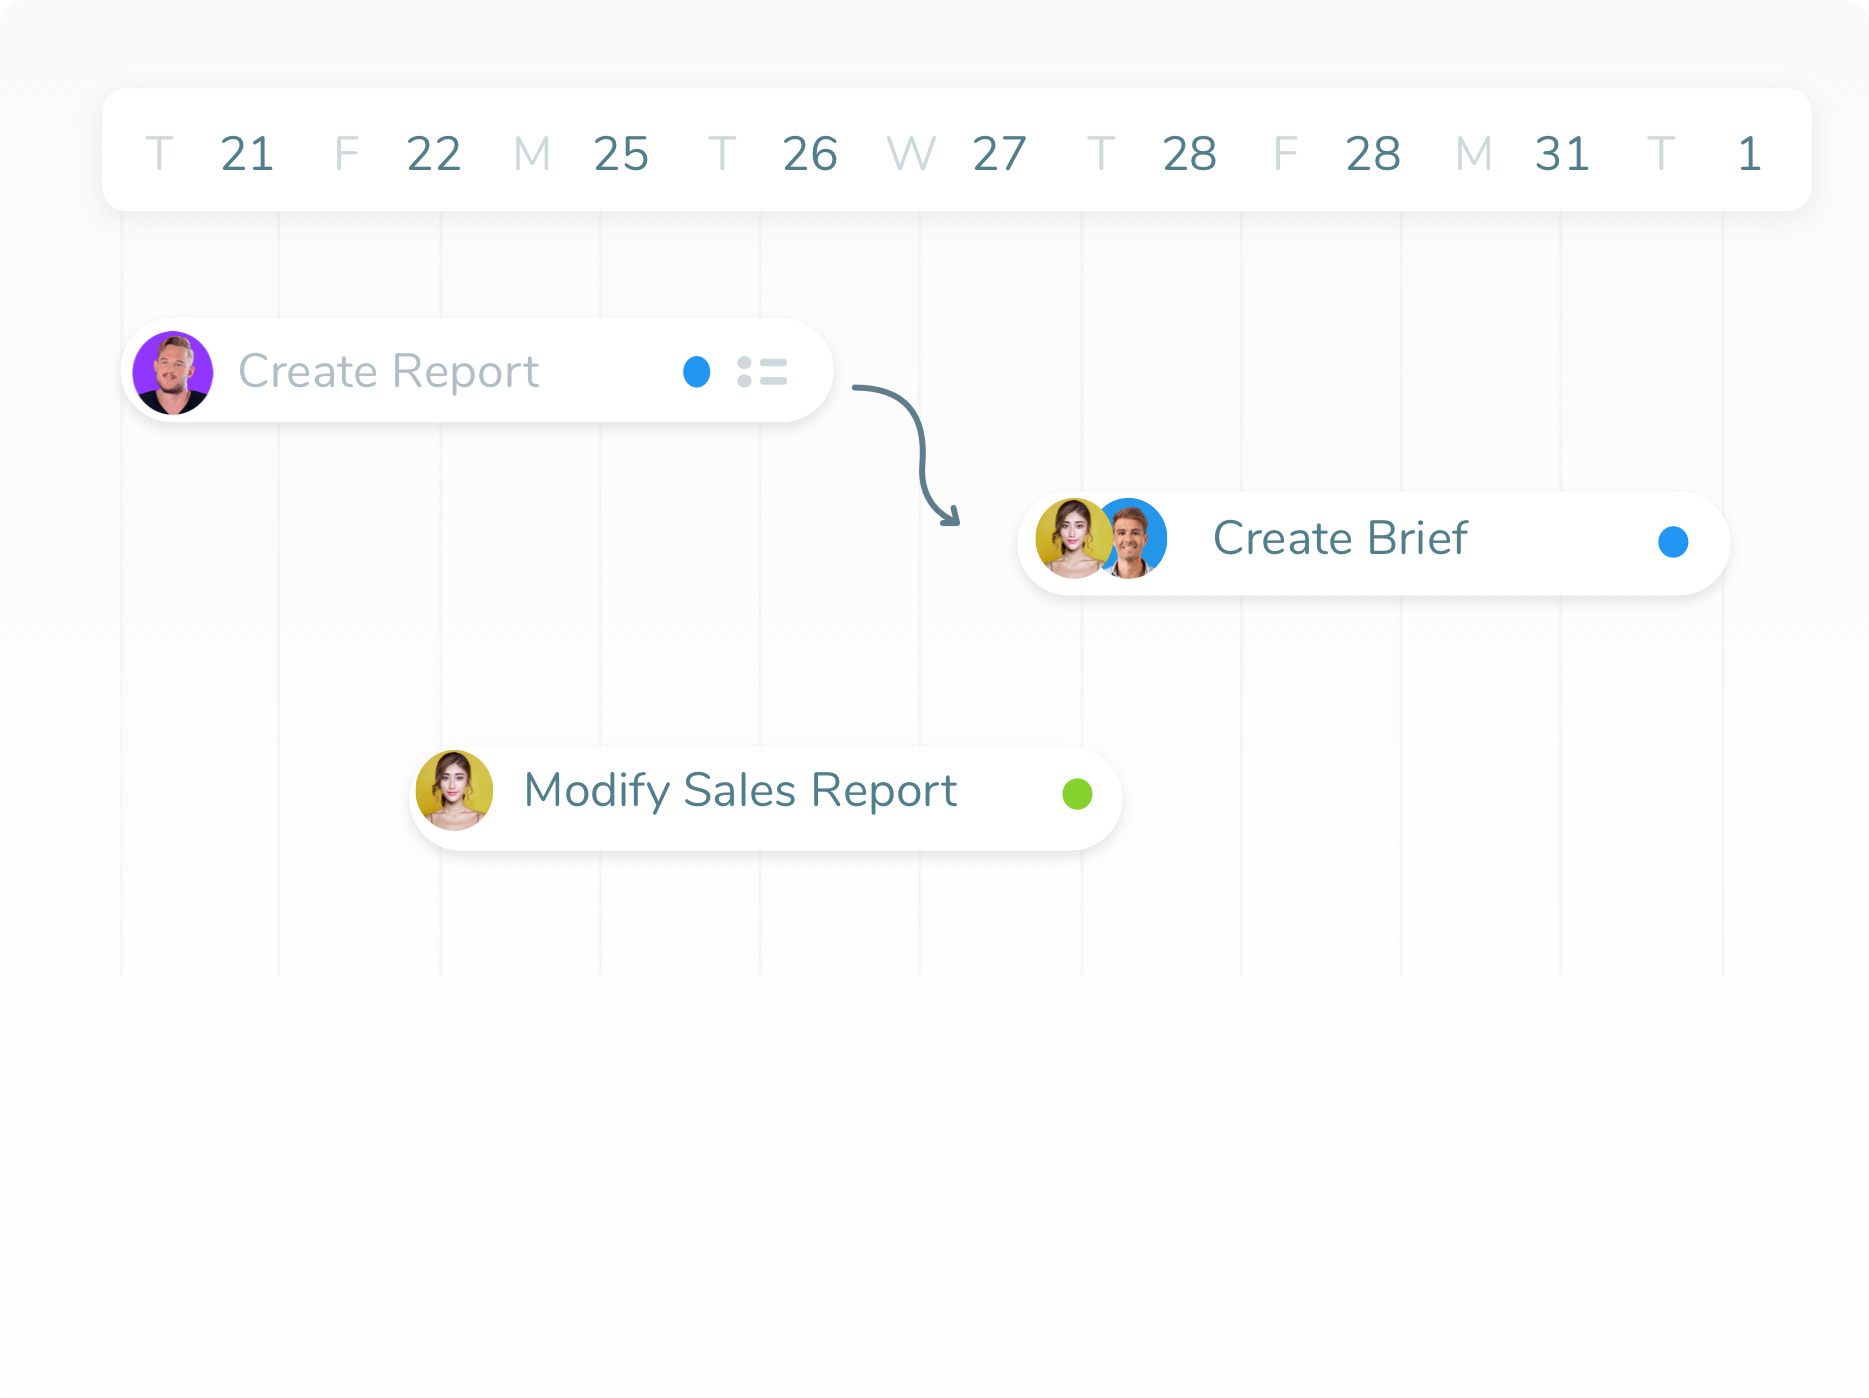 T 21 F 22 M 25 T 26 W 27 T 28 F 28 M 31 T 1
Create Report
Create Brief
Modify Sales Report